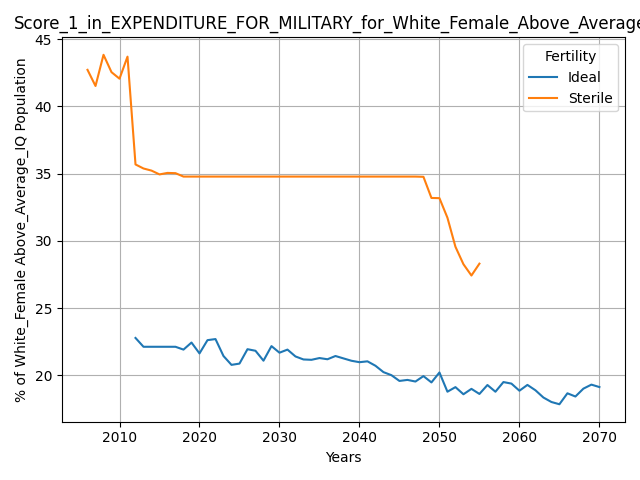 Score_1_in_EXPENDITURE_FOR_MILITARY_for_White_Female_Above_Average
45
40
35
30
25
20
% of White_Female Above_Average_IQ Population
Fertility
Ideal
Sterile
2010 2020 2030 2040 2050 2060 2070
Years